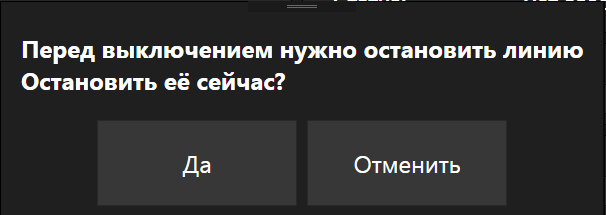 Перед выключением нужно остановить линию
Остановить её сейчас?
Да
Отменить